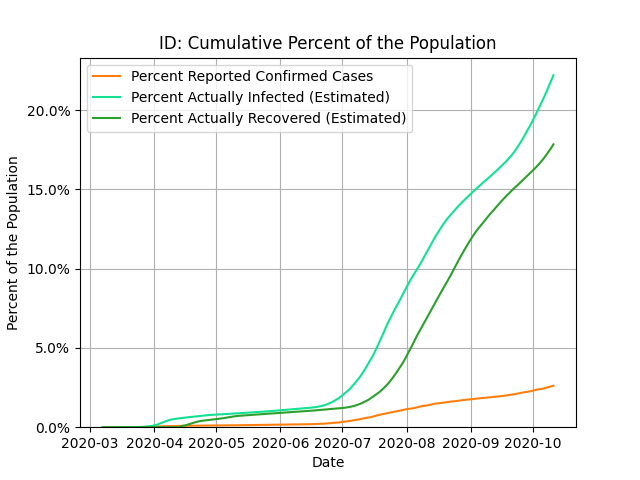 ID: Cumulative Percent of the Population
Percent Reported Confirmed Cases
Percent Actually Infected (Estimated)
Percent Actually Recovered (Estimated)
Percent of the Population
20.0%
15.0%
10.0%
5.0%
0.0%
2020-03 2020-04 2020-05 2020-06 2020-07 2020-08 2020-09 2020-10
Date